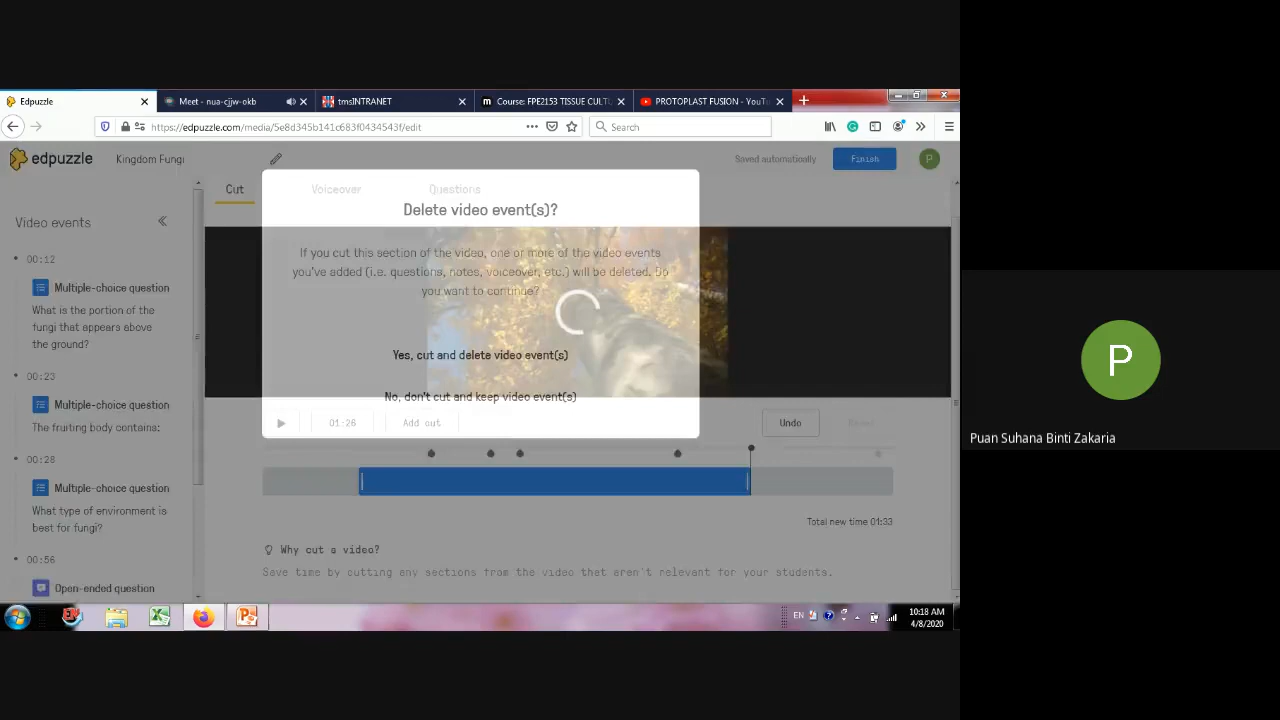 Edpuzzle
Meet - nua-cjjw-okb
tmsINTRANET
Course: FPE2153 TISSUE CULTU
PROTOPLAST FUSION - YouTu
https://edpuzzle.com/media/5e8d345b141c683f0434543f/edit
Search
edpuzzle
Kingdom Fungi
Saved automatically
Finish
P
Cut
Voiceover
Questions
Delete video event(s)?
Video events
If you cut this section of the video, one or more of the video events
you've added (i.e. questions, notes, voiceover, etc.) will be deleted. Do
you want to continue?
00:12
Multiple-choice question
What is the portion of the
fungi that appears above
the ground?
Yes, cut and delete video event(s)
No, don't cut and keep video event(s)
00:23
Multiple-choice question
The fruiting body contains:
01:26
Add cut
Undo
00:28
Multiple-choice question
What type of environment is
best for fungi?
Total new time 01:33
Why cut a video?
Save time by cutting any sections from the video that aren't relevant for your students.
00:56
Open-ended question
EN
10:18 AM
4/8/2020
P
Puan Suhana Binti Zakaria